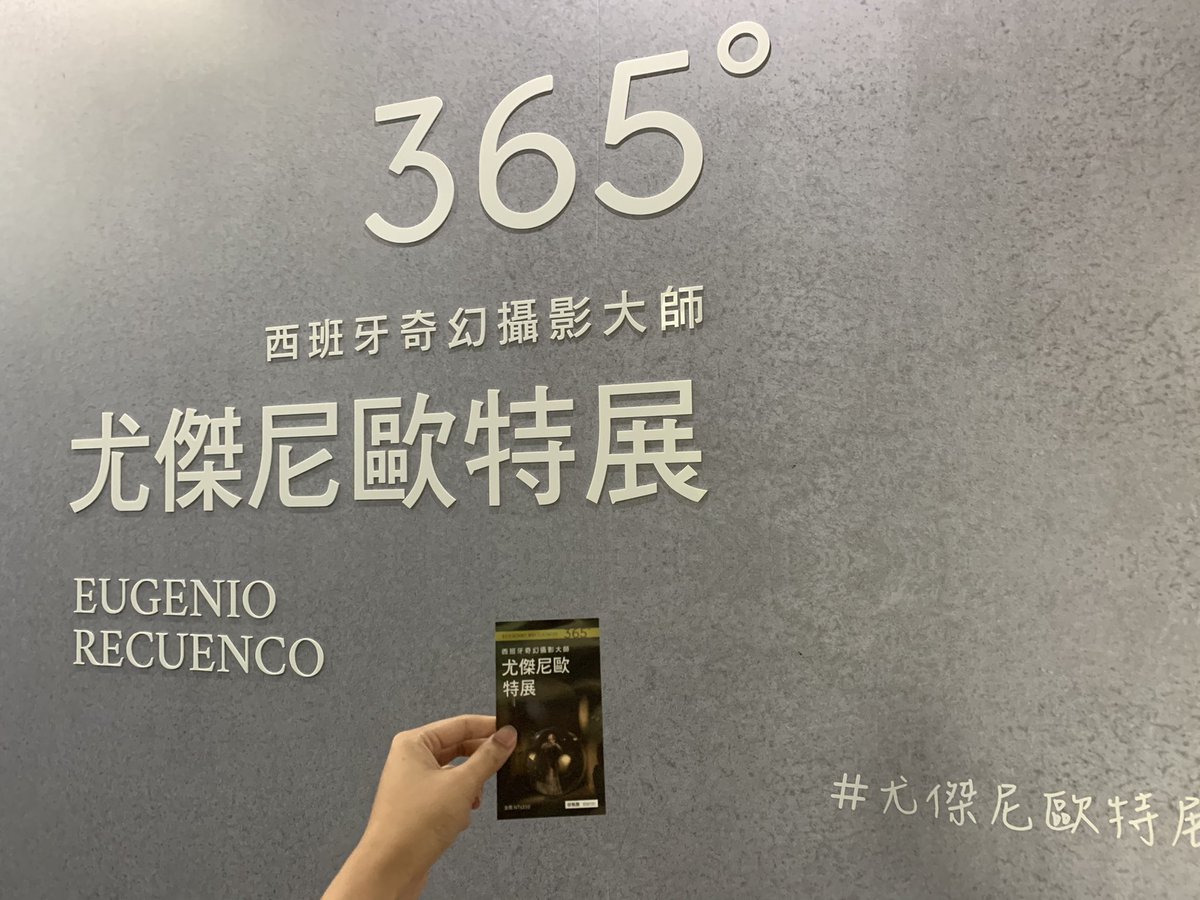 365°
西班牙奇幻攝影大師
尤傑尼歐特展
EUGENIO
RECUENCO
365°
西班牙奇幻攝影大師
尤傑尼歐
特展
#尤傑尼歐特展